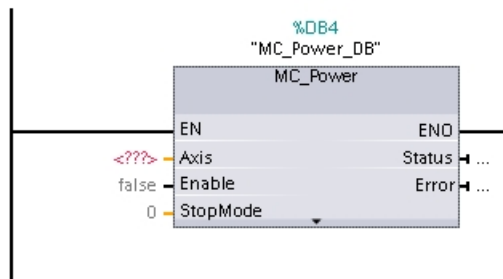 %DB4
"MC_Power_DB"
MC_Power
EN ENO
<???> Axis Status ...
false Enable Error ...
0 StopMode